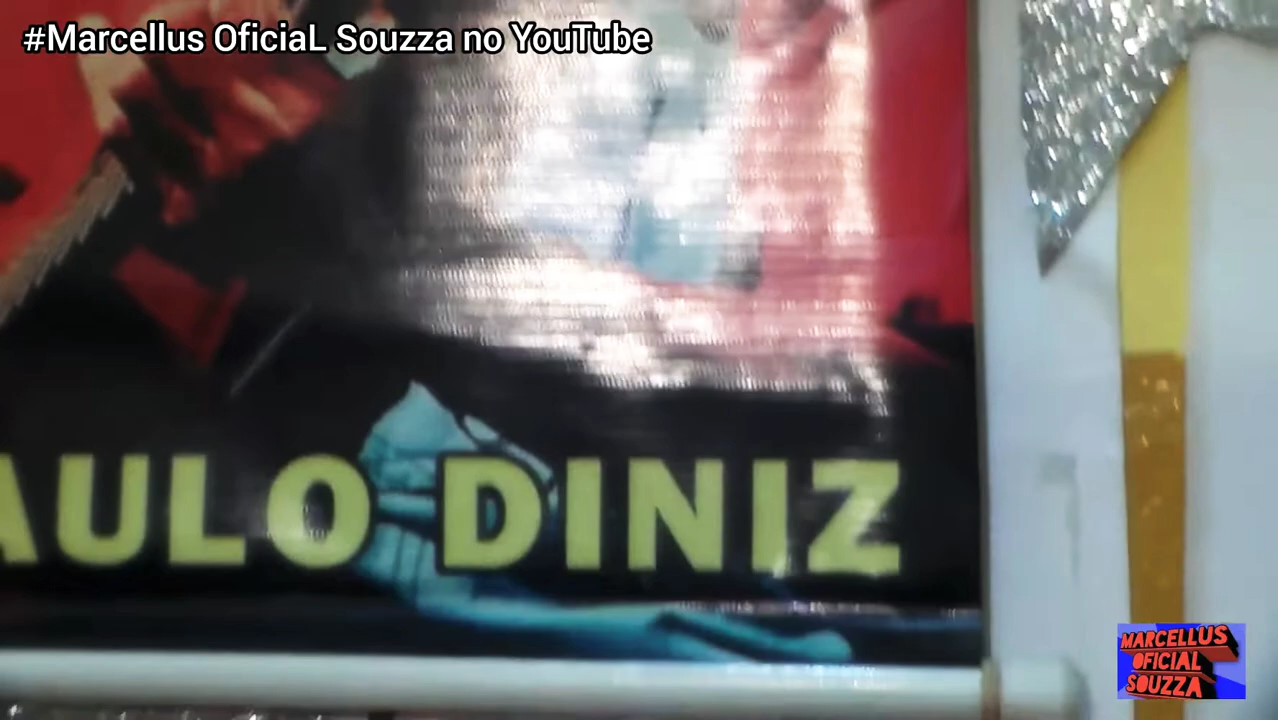 #Marcellus OficiaL Souzza no YouTube
AULO DINIZ
MARCELLUS
OFICIAL
SOUZZA